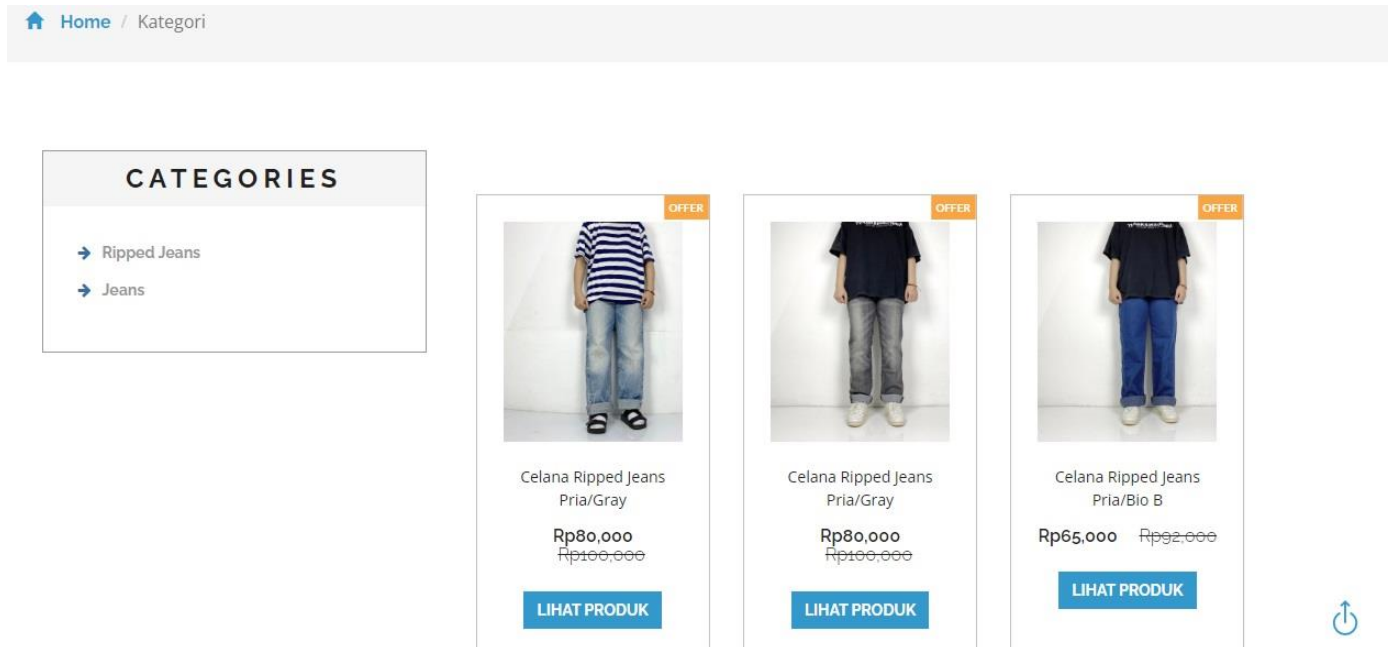 Home / Kategori
CATEGORIES
Ripped Jeans
Jeans
OFFER
Celana Ripped Jeans
Pria/Gray
Rp80,000
Rp100,000
LIHAT PRODUK
OFFER
Celana Ripped Jeans
Pria/Gray
Rp80,000
Rp100,000
LIHAT PRODUK
OFFER
Celana Ripped Jeans
Pria/Bio B
Rp65,000 Rp92,000
LIHAT PRODUK